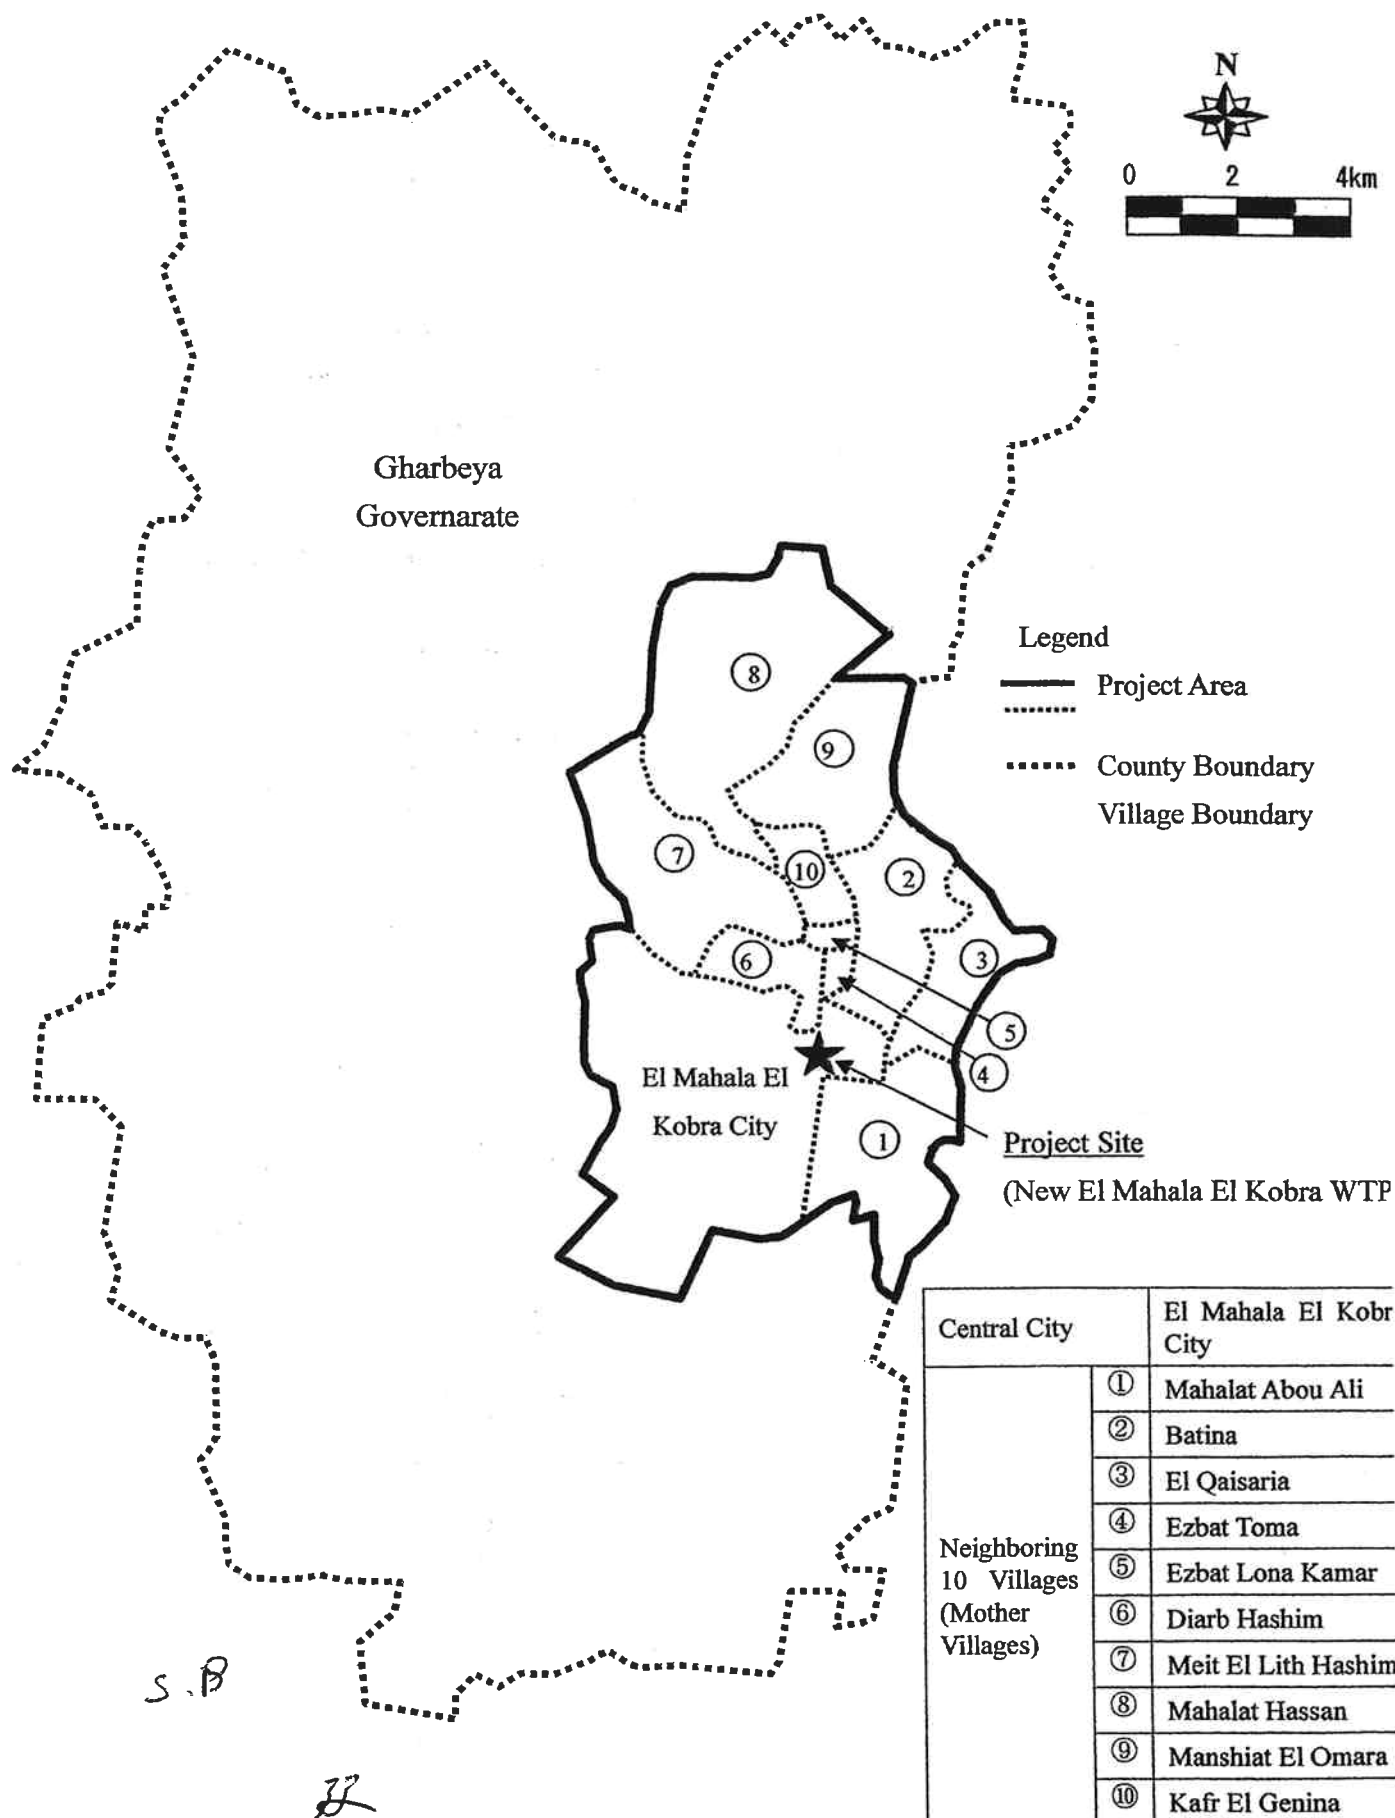 N
0 2 4km
Gharbeya
Governarate
Legend
Project Area
County Boundary
Village Boundary
8
9
7
10
2
6
3
5
4
El Mahala El
Kobra City
1
Project Site
(New El Mahala El Kobra WTP
Central City
El Mahala El Kobr
City
Neighboring
10 Villages
(Mother
Villages)
① Mahalat Abou Ali
② Batina
③ El Qaisaria
④ Ezbat Toma
⑤ Ezbat Lona Kamar
⑥ Diarb Hashim
⑦ Meit El Lith Hashim
⑧ Mahalat Hassan
⑨ Manshiat El Omara
⑩ Kafr El Genina
S.B